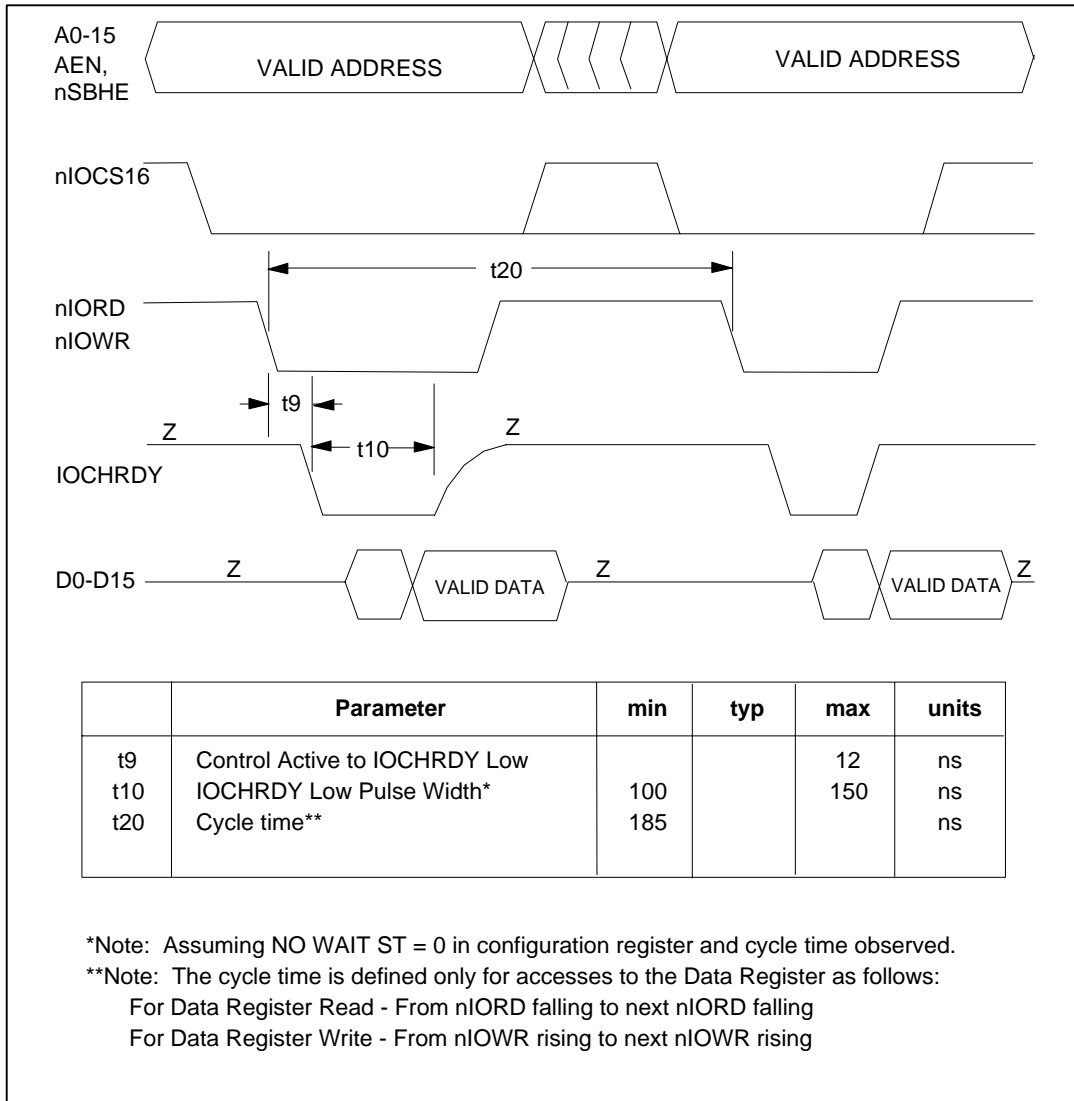 A0-15
AEN,
nSBHE
VALID ADDRESS
VALID ADDRESS
nIOCS16
t20
nIORD
nIOWR
t9
Z
t10
Z
IOCHRDY
D0-D15
Z
VALID DATA
Z
VALID DATA
Z
Parameter min typ max units
t9 Control Active to IOCHRDY Low 12 ns
t10 IOCHRDY Low Pulse Width* 100 150 ns
t20 Cycle time** 185 ns
*Note: Assuming NO WAIT ST = 0 in configuration register and cycle time observed.
**Note: The cycle time is defined only for accesses to the Data Register as follows:
For Data Register Read - From nIORD falling to next nIORD falling
For Data Register Write - From nIOWR rising to next nIOWR rising